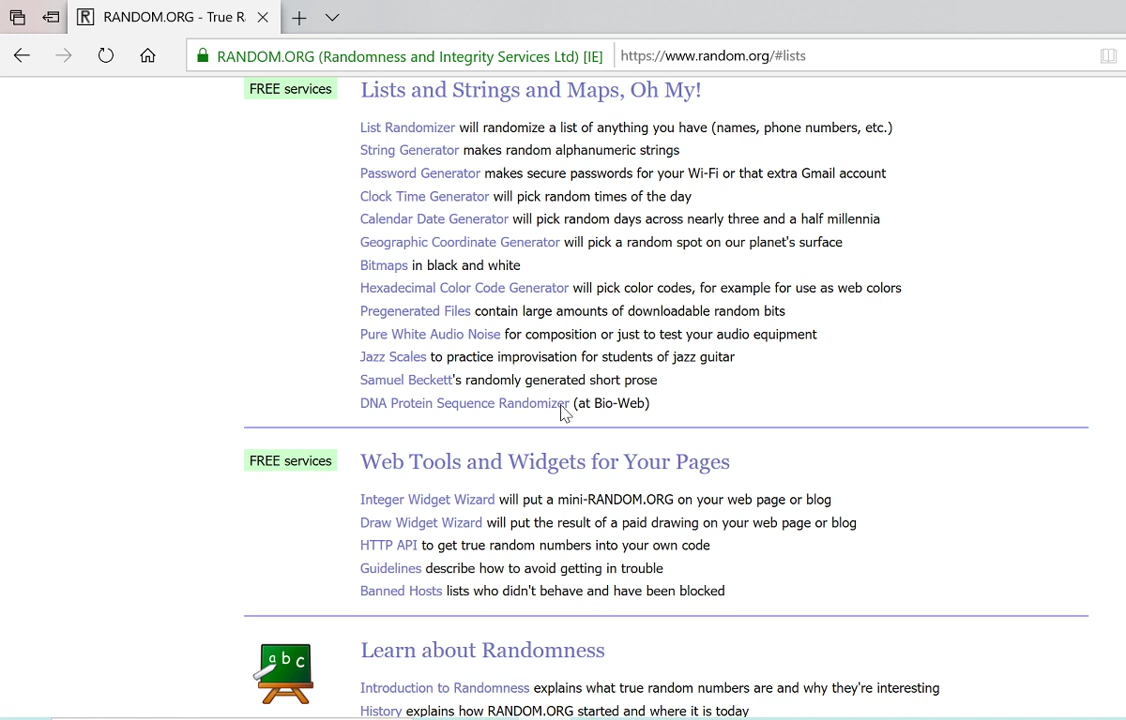 RANDOM.ORG - True R
RANDOM.ORG (Randomness and Integrity Services Ltd) [IE] https://www.random.org/#lists
FREE services Lists and Strings and Maps, Oh My!
List Randomizer will randomize a list of anything you have (names, phone numbers, etc.)
String Generator makes random alphanumeric strings
Password Generator makes secure passwords for your Wi-Fi or that extra Gmail account
Clock Time Generator will pick random times of the day
Calendar Date Generator will pick random days across nearly three and a half millennia
Geographic Coordinate Generator will pick a random spot on our planet's surface
Bitmaps in black and white
Hexadecimal Color Code Generator will pick color codes, for example for use as web colors
Pregenerated Files contain large amounts of downloadable random bits
Pure White Audio Noise for composition or just to test your audio equipment
Jazz Scales to practice improvisation for students of jazz guitar
Samuel Beckett's randomly generated short prose
DNA Protein Sequence Randomizer (at Bio-Web)
FREE services Web Tools and Widgets for Your Pages
Integer Widget Wizard will put a mini-RANDOM.ORG on your web page or blog
Draw Widget Wizard will put the result of a paid drawing on your web page or blog
HTTP API to get true random numbers into your own code
Guidelines describe how to avoid getting in trouble
Banned Hosts lists who didn't behave and have been blocked
a b c
Learn about Randomness
Introduction to Randomness explains what true random numbers are and why they're interesting
History explains how RANDOM.ORG started and where it is today